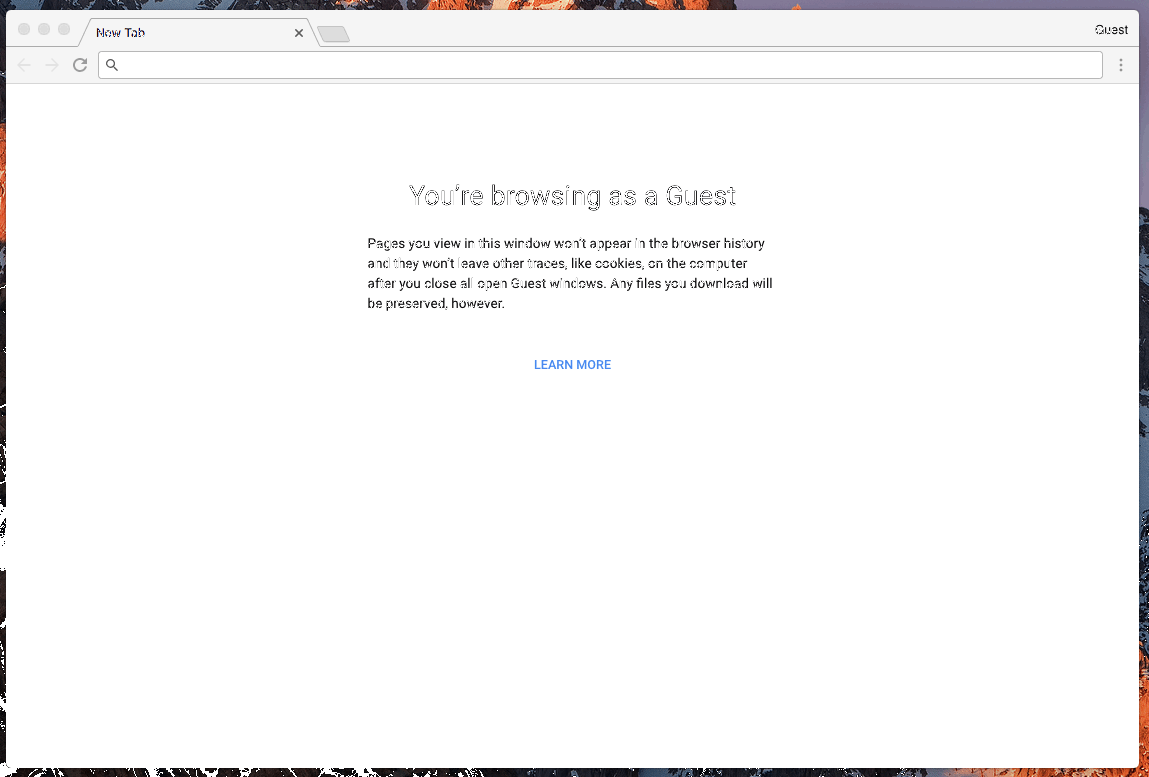 New Tab
Guest
You're browsing as a Guest
Pages you view in this window won't appear in the browser history
and they won't leave other traces, like cookies, on the computer
after you close all open Guest windows. Any files you download will
be preserved, however.
LEARN MORE